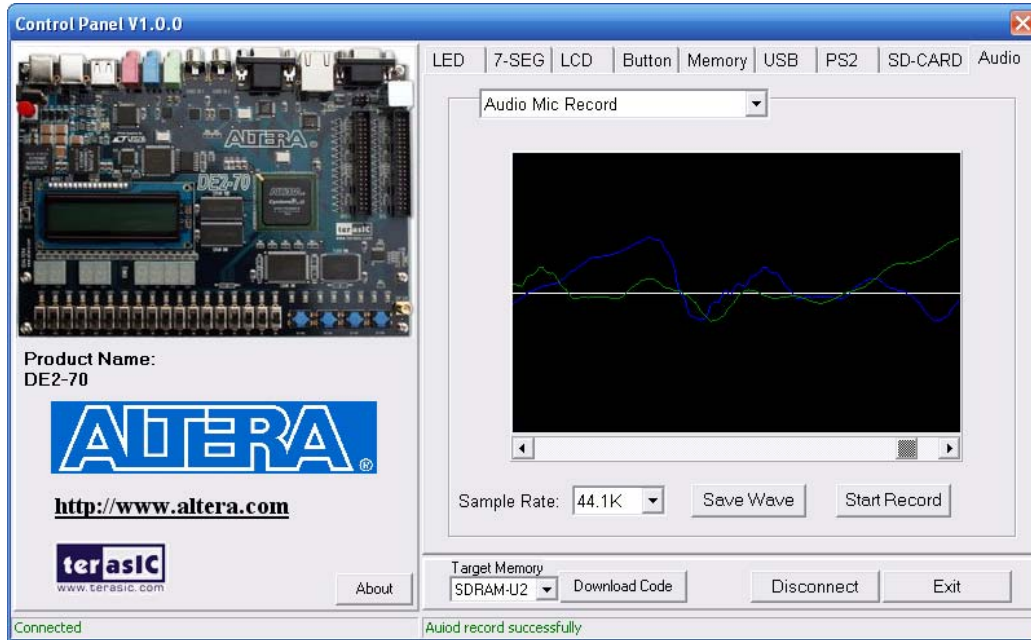 Control Panel V1.0.0
LED 7-SEG LCD Button Memory USB PS2 SD-CARD Audio
Audio Mic Record
ALTERA
DE2-70
ALTERA
terasIC
Sample Rate: 44.1K Save Wave Start Record
Product Name:
DE2-70
ALTERA®
http://www.altera.com
terasIC
www.terasic.com
About
Target Memory
SDRAM-U2 Download Code Disconnect Exit
Connected
Auiod record successfully